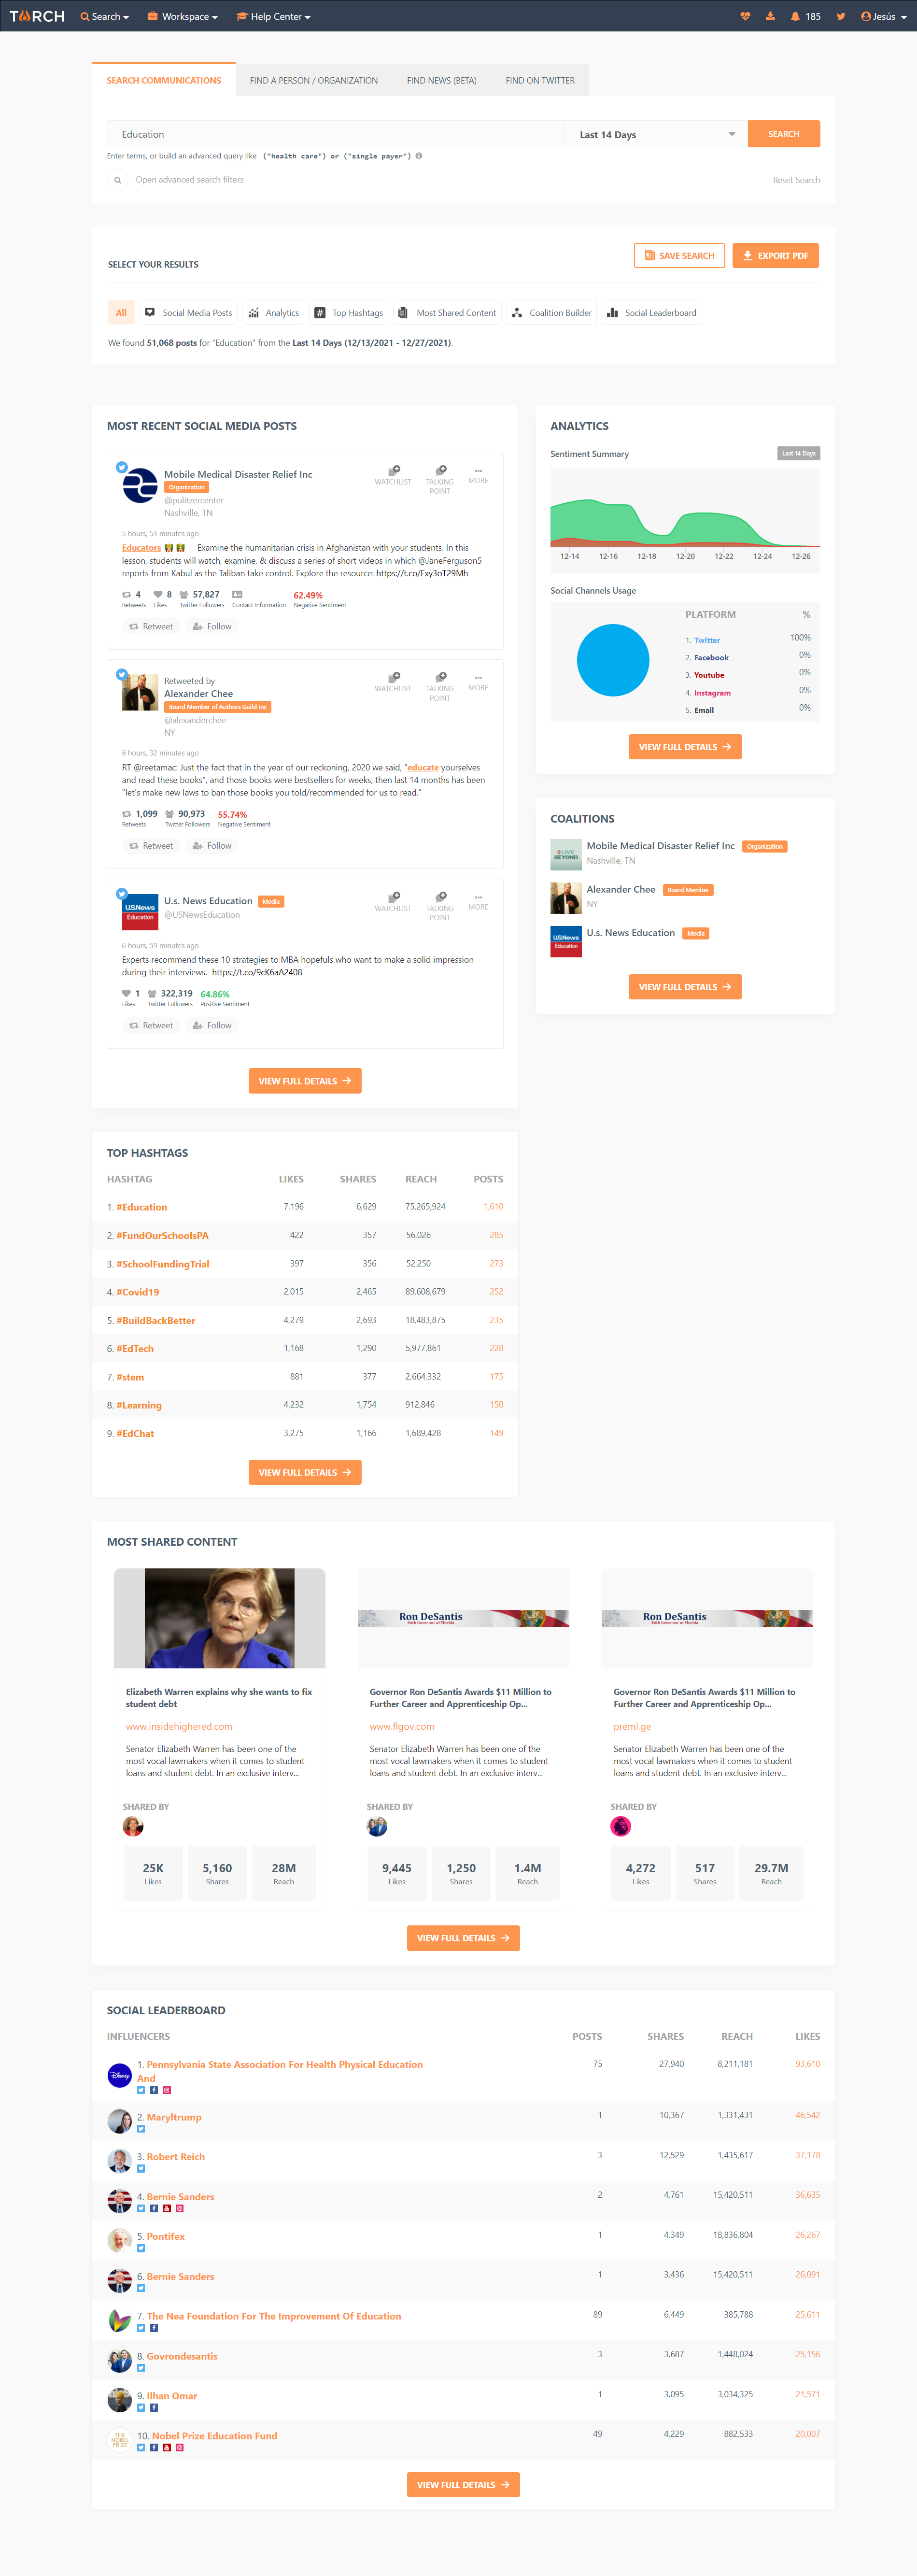 TORCH
Search
Workspace
Help Center
185
Jesús
SEARCH COMMUNICATIONS
FIND A PERSON / ORGANIZATION
FIND NEWS (BETA)
FIND ON TWITTER
Education
Last 14 Days
SEARCH
Enter terms, or build an advanced query like ("health care") or ("single payer")
Open advanced search filters
Reset Search
SELECT YOUR RESULTS
SAVE SEARCH
EXPORT PDF
All
Social Media Posts
Analytics
Top Hashtags
Most Shared Content
Coalition Builder
Social Leaderboard
We found 51,068 posts for "Education" from the Last 14 Days (12/13/2021 - 12/27/2021).
MOST RECENT SOCIAL MEDIA POSTS
Mobile Medical Disaster Relief Inc
Organization
@pulitzercenter
Nashville, TN
WATCHLIST
TALKING POINT
MORE
5 hours, 53 minutes ago
Educators — Examine the humanitarian crisis in Afghanistan with your students. In this
lesson, students will watch, examine, & discuss a series of short videos in which @JaneFerguson5
reports from Kabul as the Taliban take control. Explore the resource: https://t.co/Fxy3oT29Mh
4 8 57,827 62.49%
Retweets Likes Twitter Followers Contact Information Negative Sentiment
Retweet Follow
Retweeted by
Alexander Chee
Board Member of Authors Guild Inc
@alexanderchee
NY
WATCHLIST
TALKING POINT
MORE
6 hours, 32 minutes ago
RT @reetamac: Just the fact that in the year of our reckoning, 2020 we said, "educate yourselves
and read these books", and those books were bestsellers for weeks, then last 14 months has been
"let's make new laws to ban those books you told/recommended for us to read."
1,099 90,973 55.74%
Retweets Twitter Followers Negative Sentiment
Retweet Follow
U.S.News
Education
U.s. News Education Media
@USNewsEducation
WATCHLIST
TALKING POINT
MORE
6 hours, 59 minutes ago
Experts recommend these 10 strategies to MBA hopefuls who want to make a solid impression
during their interviews. https://t.co/9cK6aA2408
1 322,319 64.86%
Likes Twitter Followers Positive Sentiment
Retweet Follow
VIEW FULL DETAILS
ANALYTICS
Sentiment Summary
Last 14 Days
12-14 12-16 12-18 12-20 12-22 12-24 12-26
Social Channels Usage
PLATFORM %
1. Twitter 100%
2. Facebook 0%
3. Youtube 0%
4. Instagram 0%
5. Email 0%
VIEW FULL DETAILS
COALITIONS
LIVE
BEYOND
Mobile Medical Disaster Relief Inc Organization
Nashville, TN
Alexander Chee Board Member
NY
U.S.News
Education
U.s. News Education Media
VIEW FULL DETAILS
TOP HASHTAGS
HASHTAG LIKES SHARES REACH POSTS
1. #Education 7,196 6,629 75,265,924 1,610
2. #FundOurSchoolsPA 422 357 56,026 285
3. #SchoolFundingTrial 397 356 52,250 273
4. #Covid19 2,015 2,465 89,608,679 252
5. #BuildBackBetter 4,279 2,693 18,483,875 235
6. #EdTech 1,168 1,290 5,977,861 228
7. #stem 881 377 2,664,332 175
8. #Learning 4,232 1,754 912,846 150
9. #EdChat 3,275 1,166 1,689,428 149
VIEW FULL DETAILS
MOST SHARED CONTENT
Elizabeth Warren explains why she wants to fix
student debt
www.insidehighered.com
Senator Elizabeth Warren has been one of the
most vocal lawmakers when it comes to student
loans and student debt. In an exclusive interv...
SHARED BY
25K 5,160 28M
Likes Shares Reach
Ron DeSantis
46th Governor of Florida
Governor Ron DeSantis Awards $11 Million to
Further Career and Apprenticeship Op...
www.flgov.com
Senator Elizabeth Warren has been one of the
most vocal lawmakers when it comes to student
loans and student debt. In an exclusive interv...
SHARED BY
9,445 1,250 1.4M
Likes Shares Reach
Ron DeSantis
46th Governor of Florida
Governor Ron DeSantis Awards $11 Million to
Further Career and Apprenticeship Op...
preml.ge
Senator Elizabeth Warren has been one of the
most vocal lawmakers when it comes to student
loans and student debt. In an exclusive interv...
SHARED BY
4,272 517 29.7M
Likes Shares Reach
VIEW FULL DETAILS
SOCIAL LEADERBOARD
INFLUENCERS POSTS SHARES REACH LIKES
Disney
1. Pennsylvania State Association For Health Physical Education 75 27,940 8,211,181 93,610
And
2. Maryltrump 1 10,367 1,331,431 46,542
3. Robert Reich 3 12,529 1,435,617 37,178
4. Bernie Sanders 2 4,761 15,420,511 36,635
5. Pontifex 1 4,349 18,836,804 26,267
6. Bernie Sanders 1 3,436 15,420,511 26,091
7. The Nea Foundation For The Improvement Of Education 89 6,449 385,788 25,611
8. Govrondesantis 3 3,687 1,448,024 25,156
9. Ilhan Omar 1 3,095 3,034,325 21,571
THE
NOBEL
PRIZE
10. Nobel Prize Education Fund 49 4,229 882,533 20,007
VIEW FULL DETAILS